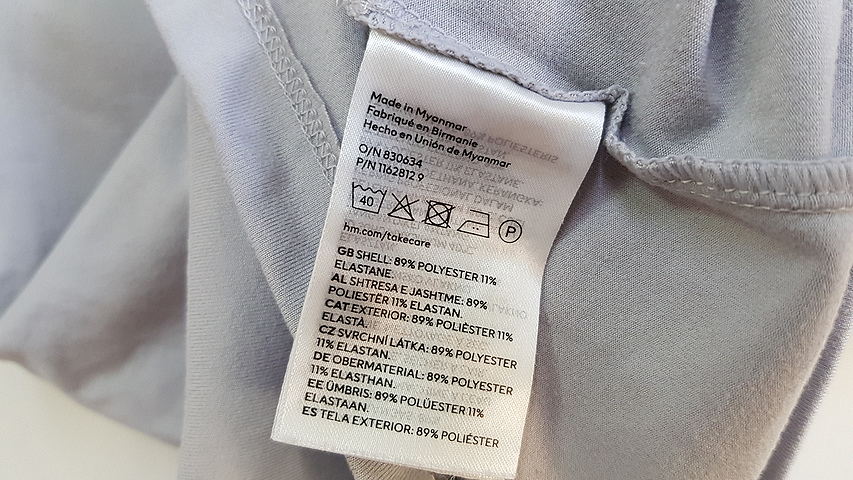 Made in Myanmar
Fabriqué en Birmanie
Hecho en Unión de Myanmar
O/N 830634
P/N 1162812 9
40 P
hm.com/takecare
GB SHELL: 89% POLYESTER 11%
ELASTANE.
AL SHTRESA E JASHTME: 89%
POLIESTËR 11% ELASTAN.
CAT EXTERIOR: 89% POLIÈSTER 11%
ELASTÀ.
CZ SVRCHNÍ LÁTKA: 89% POLYESTER
11% ELASTAN.
DE OBERMATERIAL: 89% POLYESTER
11% ELASTHAN.
EE ÜMBRIS: 89% POLÜESTER 11%
ELASTAAN.
ES TELA EXTERIOR: 89% POLIÉSTER